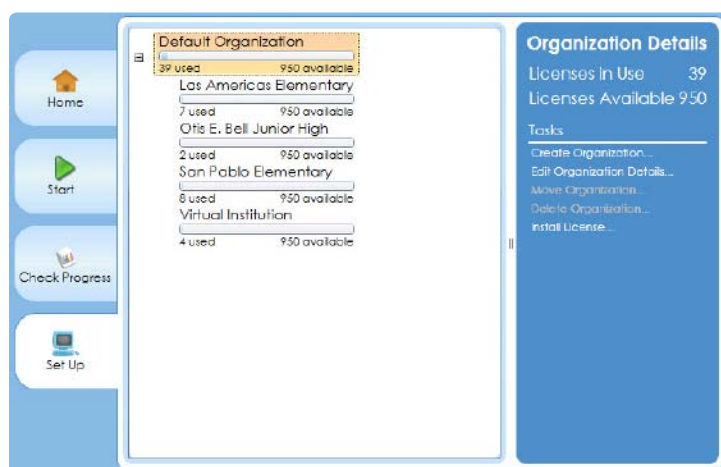 Home
Start
Check Progress
Set Up
Default Organization
39 used 950 available
Las Americas Elementary
7 used 950 available
Otis E. Bell Junior High
2 used 950 available
San Pablo Elementary
8 used 950 available
Virtual Institution
4 used 950 available
Organization Details
Licenses In Use 39
Licenses Available 950
Tasks
Create Organization...
Edit Organization Details...
Move Organization...
Delete Organization...
Install License...